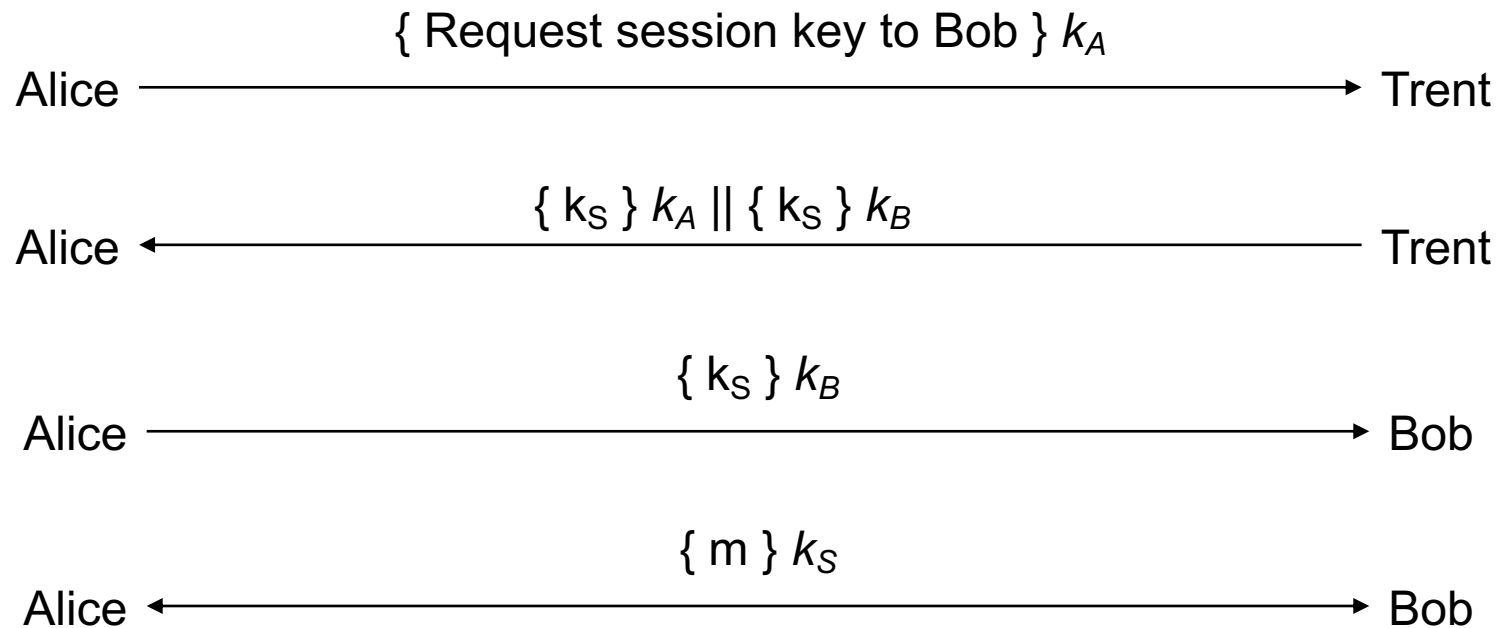 { Request session key to Bob } kA
Alice Trent
{ kS } kA || { kS } kB
Alice Trent
{ kS } kB
Alice Bob
{ m } kS
Alice Bob